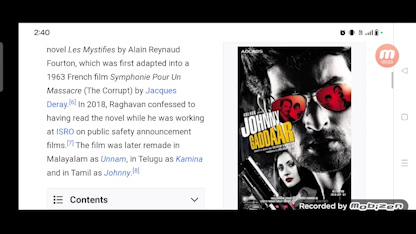 2:40
novel Les Mystifies by Alain Reynaud
Fourton, which was first adapted into a
1963 French film Symphonie Pour Un
Massacre (The Corrupt) by Jacques
Deray.[6] In 2018, Raghavan confessed to
having read the novel while he was working
at ISRO on public safety announcement
films.[7] The film was later remade in
Malayalam as Unnam, in Telugu as Kamina
and in Tamil as Johnny.[8]
Contents
ADLABS
JOHNNY
GADDAAR
Recorded by Mobizen